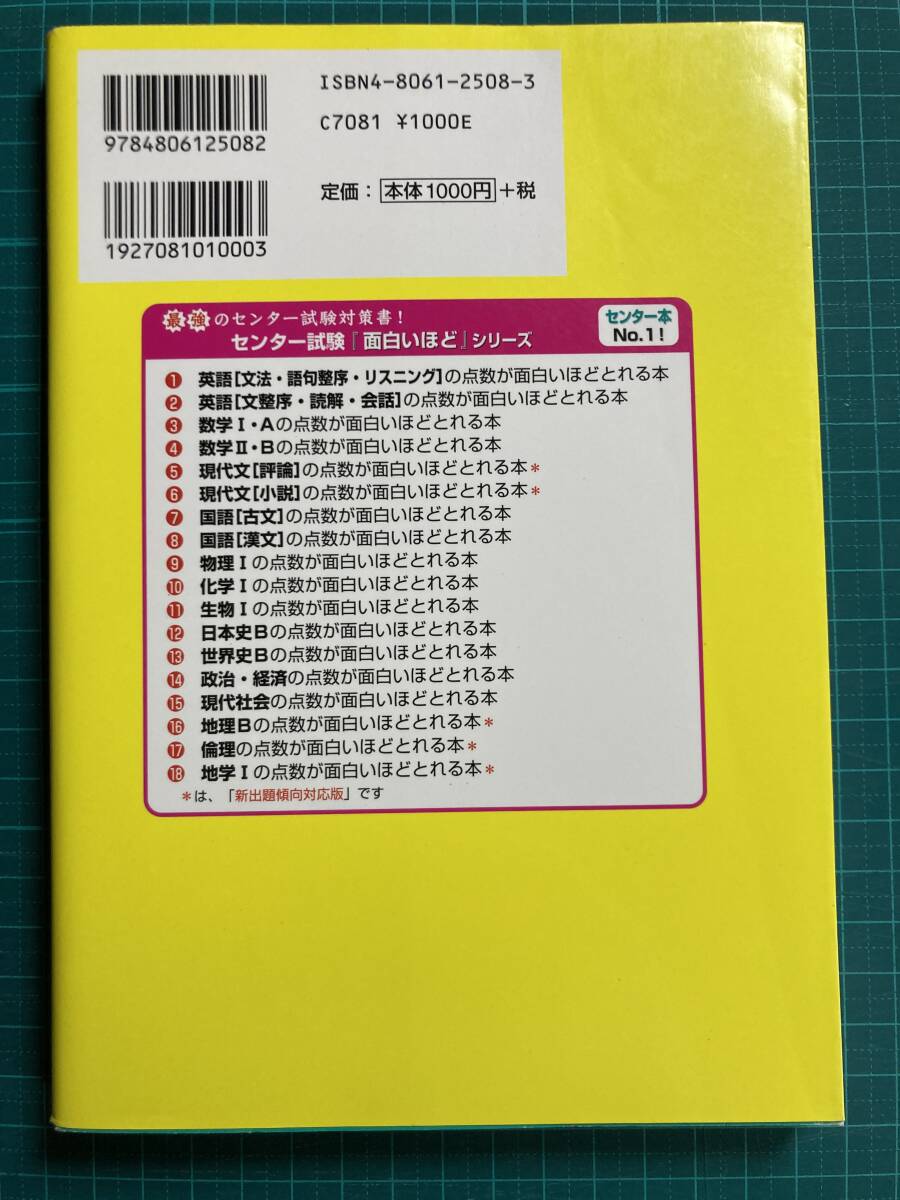 ISBN4-8061-2508-3
C7081 ¥1000E
9784806125082
定価：本体1000円+税
1927081010003
最強のセンター試験対策書！
センター試験『面白いほど』シリーズ
センター本
No.1!
❶ 英語[文法・語句整序・リスニング]の点数が面白いほどとれる本
❷ 英語[文整序・読解・会話]の点数が面白いほどとれる本
❸ 数学Ⅰ・Aの点数が面白いほどとれる本
❹ 数学Ⅱ・Bの点数が面白いほどとれる本
❺ 現代文[評論]の点数が面白いほどとれる本*
❻ 現代文[小説]の点数が面白いほどとれる本*
❼ 国語[古文]の点数が面白いほどとれる本
❽ 国語[漢文]の点数が面白いほどとれる本
❾ 物理Ⅰの点数が面白いほどとれる本
❿ 化学Ⅰの点数が面白いほどとれる本
⓫ 生物Ⅰの点数が面白いほどとれる本
⓬ 日本史Bの点数が面白いほどとれる本
⓭ 世界史Bの点数が面白いほどとれる本
⓮ 政治・経済の点数が面白いほどとれる本
⓯ 現代社会の点数が面白いほどとれる本
⓰ 地理Bの点数が面白いほどとれる本*
⓱ 倫理の点数が面白いほどとれる本*
⓲ 地学Ⅰの点数が面白いほどとれる本*
*は、「新出題傾向対応版」です